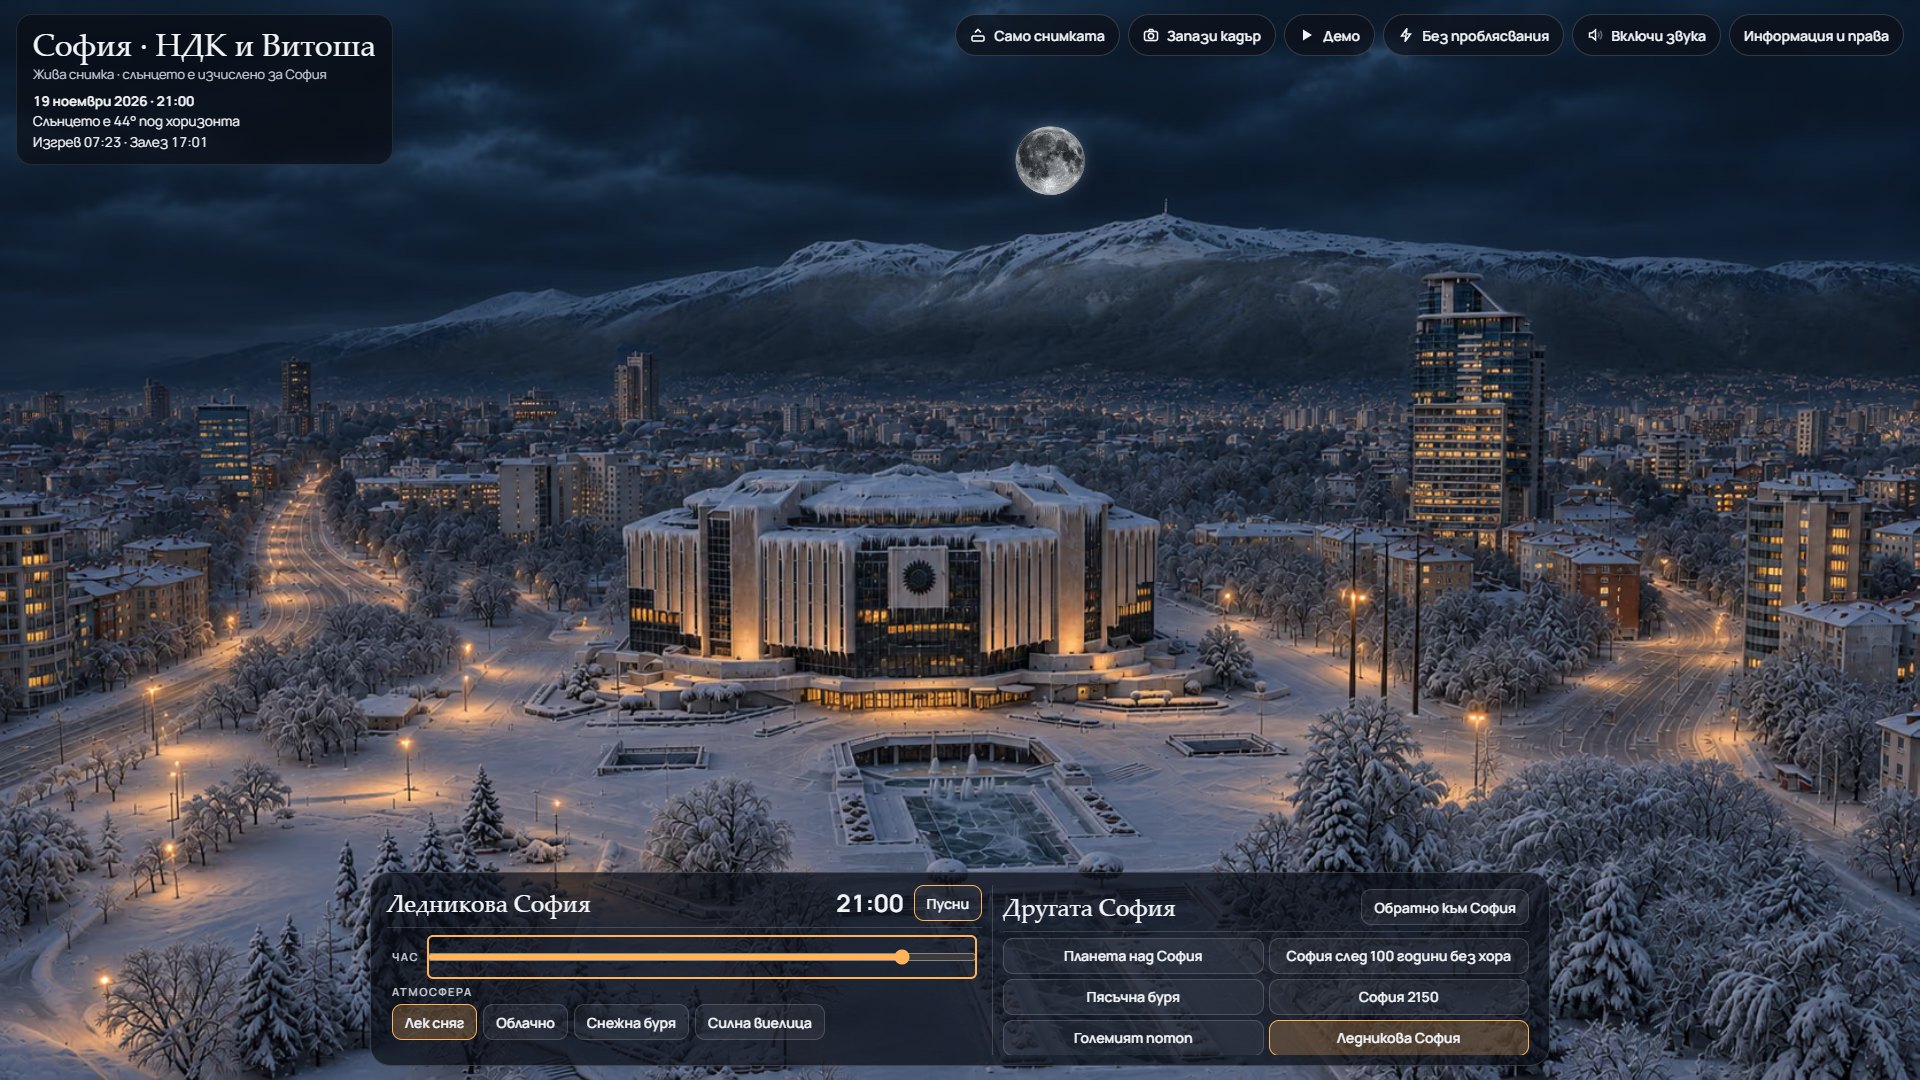 София · НДК и Витоша
Жива снимка · слънцето е изчислено за София
19 ноември 2026 · 21:00
Слънцето е 44° под хоризонта
Изгрев 07:23 · Залез 17:01
Само снимката
Запази кадър
Демо
Без проблясвания
Включи звука
Информация и права
Ледникова София
21:00
Пусни
ЧАС
АТМОСФЕРА
Лек сняг
Облачно
Снежна буря
Силна виелица
Другата София
Обратно към София
Планета над София
София след 100 години без хора
Пясъчна буря
София 2150
Големият потоп
Ледникова София